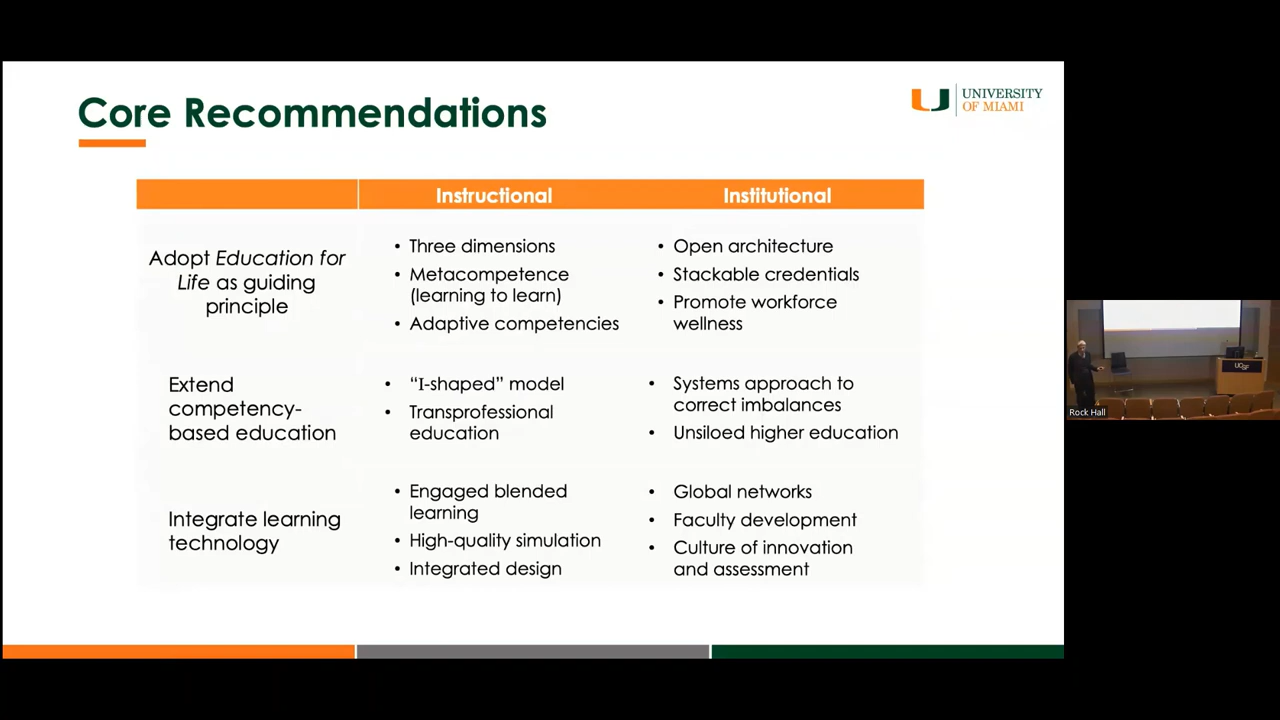 Core Recommendations
UNIVERSITY
OF MIAMI
Instructional
Institutional
Adopt Education for
Life as guiding
principle
• Three dimensions
• Metacompetence
(learning to learn)
• Adaptive competencies
• Open architecture
• Stackable credentials
• Promote workforce
wellness
Extend
competency-
based education
• “I-shaped” model
• Transprofessional
education
• Systems approach to
correct imbalances
• Unsiloed higher education
Integrate learning
technology
• Engaged blended
learning
• High-quality simulation
• Integrated design
• Global networks
• Faculty development
• Culture of innovation
and assessment
UCSF
Rock Hall